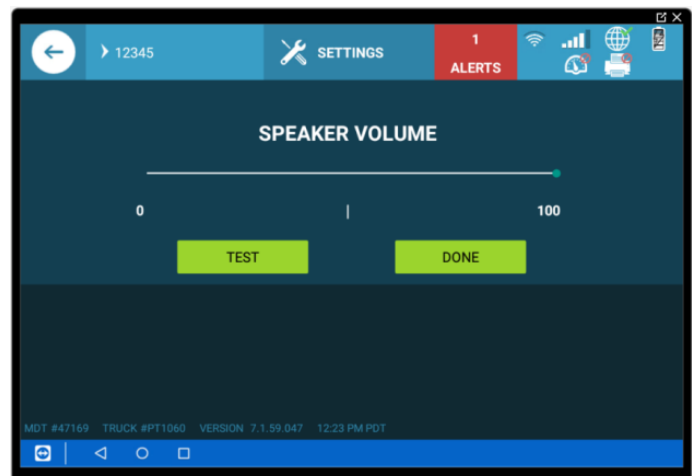 12345
SETTINGS
1
ALERTS
SPEAKER VOLUME
0 | 100
TEST
DONE
MDT #47169 TRUCK #PT1060 VERSION 7.1.59.047 12:23 PM PDT